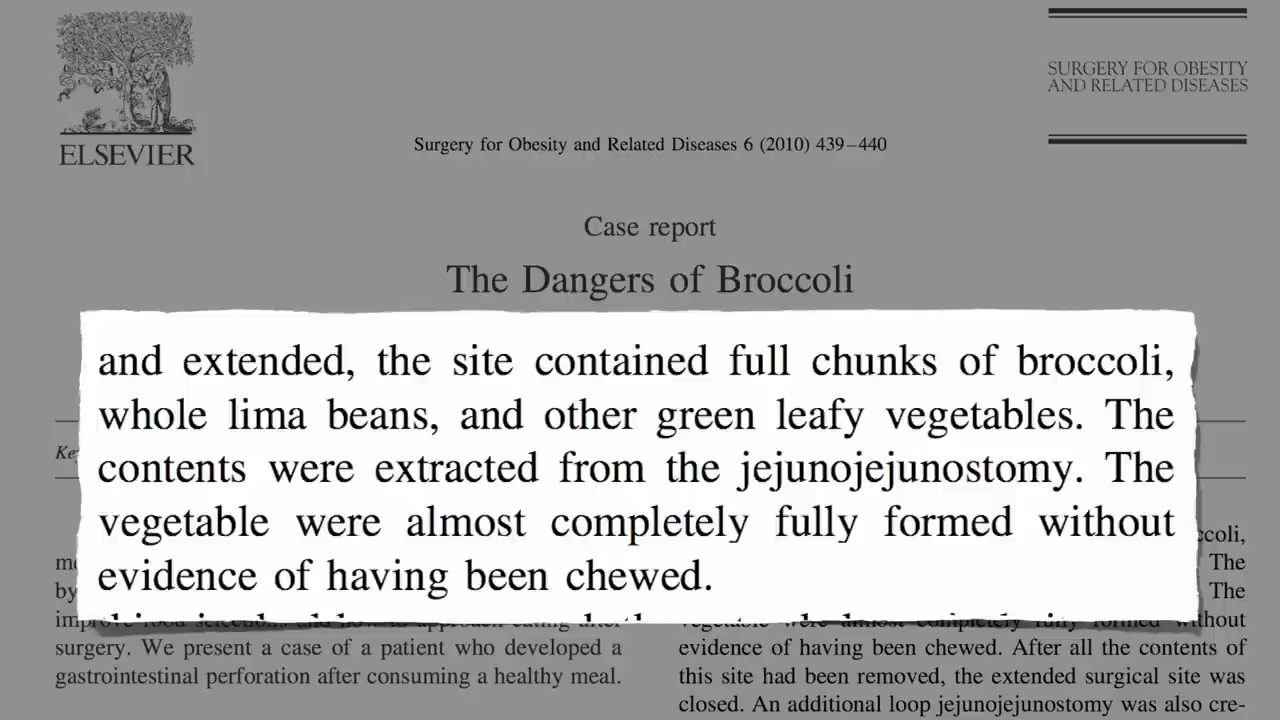 ELSEVIER
SURGERY FOR OBESITY
AND RELATED DISEASES
Surgery for Obesity and Related Diseases 6 (2010) 439–440
Case report
The Dangers of Broccoli
and extended, the site contained full chunks of broccoli,
whole lima beans, and other green leafy vegetables. The
contents were extracted from the jejunojejunostomy. The
vegetable were almost completely fully formed without
evidence of having been chewed.
surgery. We present a case of a patient who developed a
gastrointestinal perforation after consuming a healthy meal.
The
The
evidence of having been chewed. After all the contents of
this site had been removed, the extended surgical site was
closed. An additional loop jejunojejunostomy was also cre-